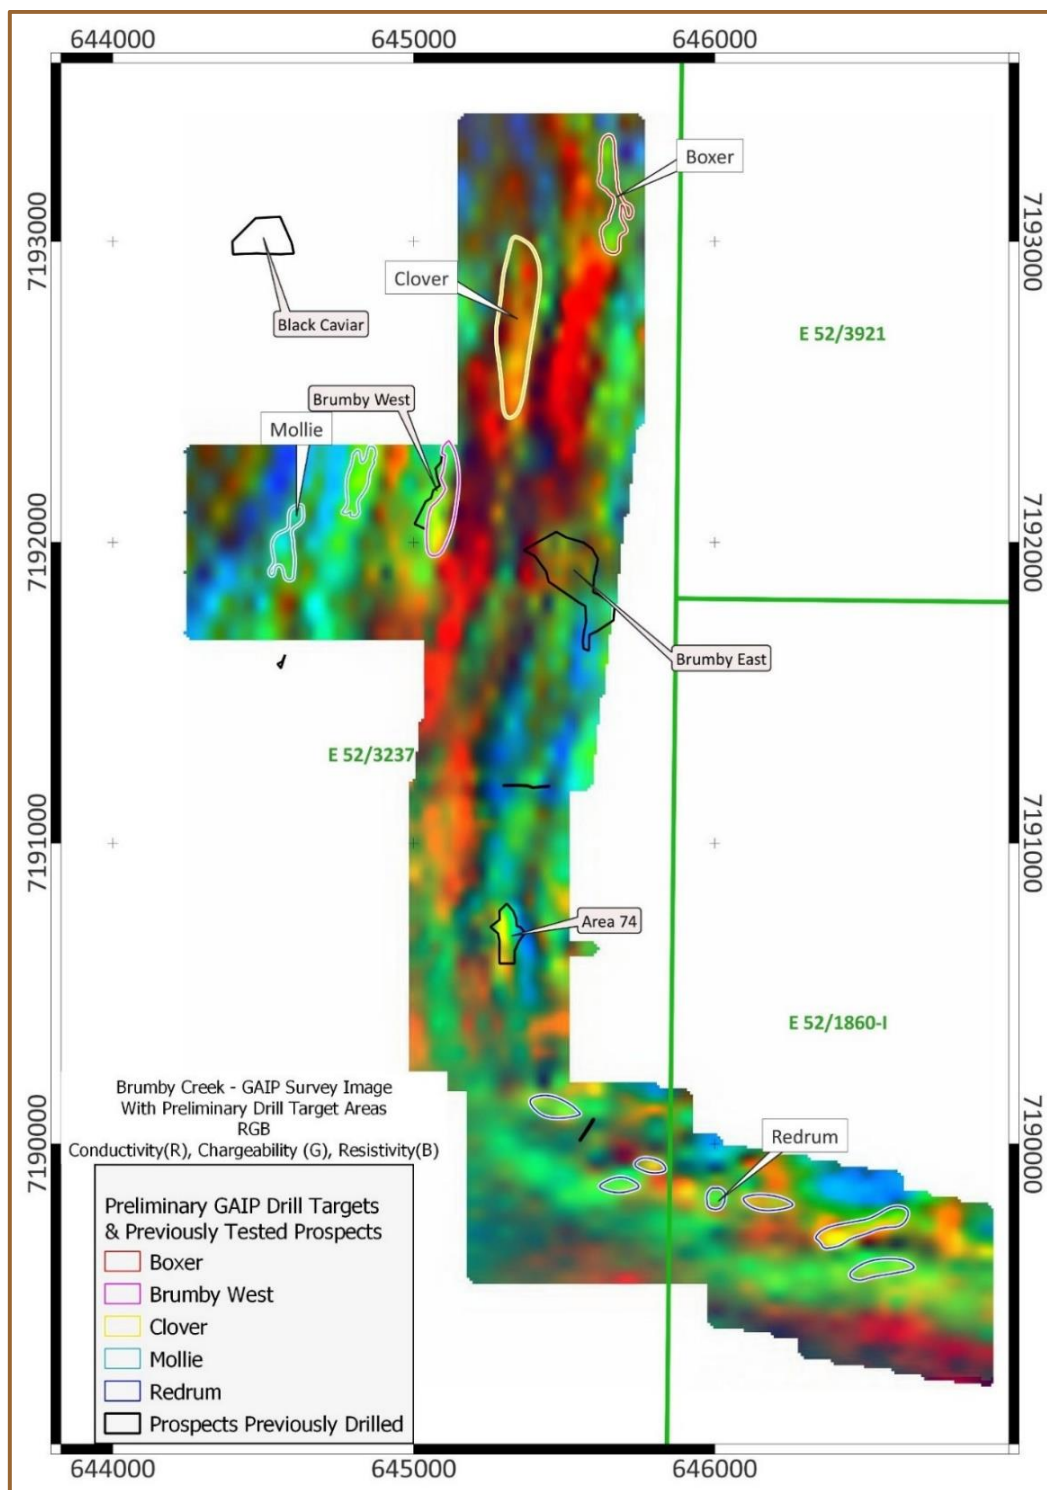 644000
645000
646000
Boxer
7193000
7193000
Clover
Black Caviar
E 52/3921
Brumby West
Mollie
7192000
7192000
Brumby East
E 52/3237
7191000
7191000
Area 74
E 52/1860-I
Brumby Creek - GAIP Survey Image
With Preliminary Drill Target Areas
RGB
Conductivity(R), Chargeability (G), Resistivity(B)
7190000
7190000
Redrum
Preliminary GAIP Drill Targets
& Previously Tested Prospects
Boxer
Brumby West
Clover
Mollie
Redrum
Prospects Previously Drilled
644000
645000
646000